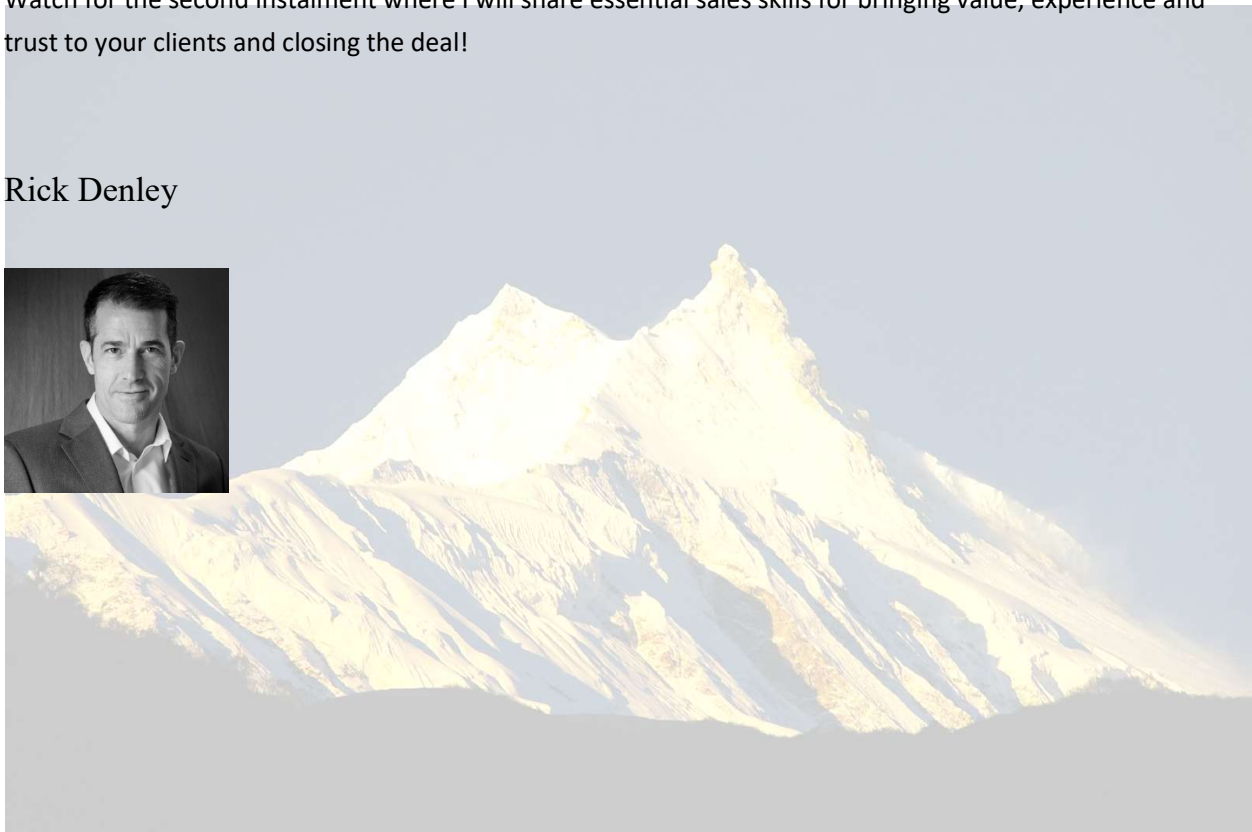 Watch for the second instalment where I will share essential sales skills for bringing value, experience and
trust to your clients and closing the deal!
Rick Denley